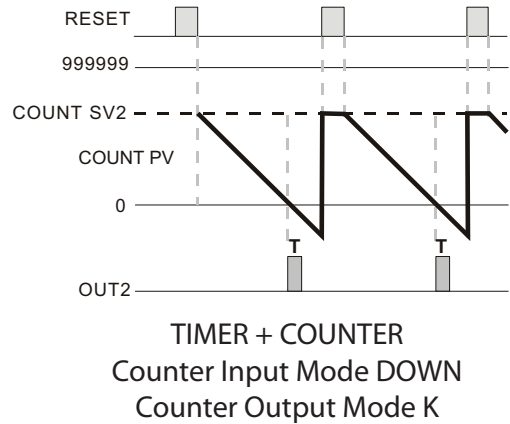 RESET
999999
COUNT SV2
COUNT PV
0
T T
OUT2
TIMER + COUNTER
Counter Input Mode DOWN
Counter Output Mode K